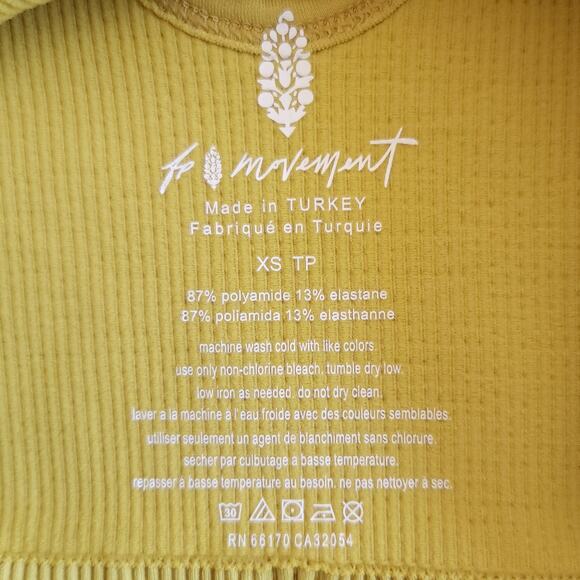 fp movement
Made in TURKEY
Fabriqué en Turquie
XS TP
87% polyamide 13% elastane
87% poliamida 13% elasthanne
machine wash cold with like colors.
use only non-chlorine bleach. tumble dry low.
low iron as needed. do not dry clean.
laver a la machine à l'eau froide avec des couleurs semblables.
utiliser seulement un agent de blanchiment sans chlorure.
secher par culbutage a basse temperature.
repasser à basse temperature au besoin. ne pas nettoyer à sec.
30
RN 66170 CA32054